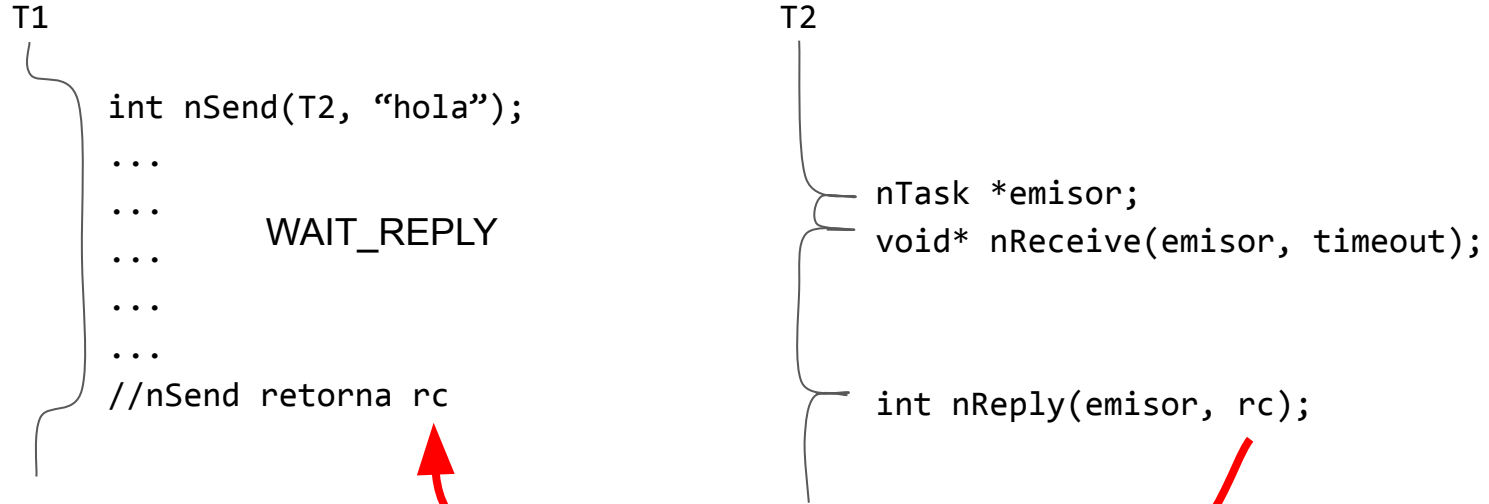 T1
int nSend(T2, “hola”);
...
...
WAIT_REPLY
...
...
...
//nSend retorna rc
T2
nTask *emisor;
void* nReceive(emisor, timeout);
int nReply(emisor, rc);